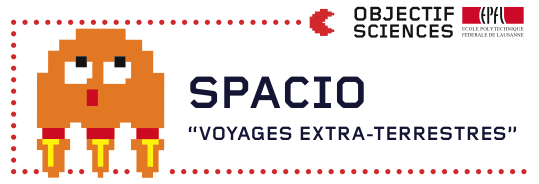 OBJECTIF
SCIENCES
EPFL
ECOLE POLYTECHNIQUE
FEDERALE DE LAUSANNE
SPACIO
“VOYAGES EXTRA-TERRESTRES”